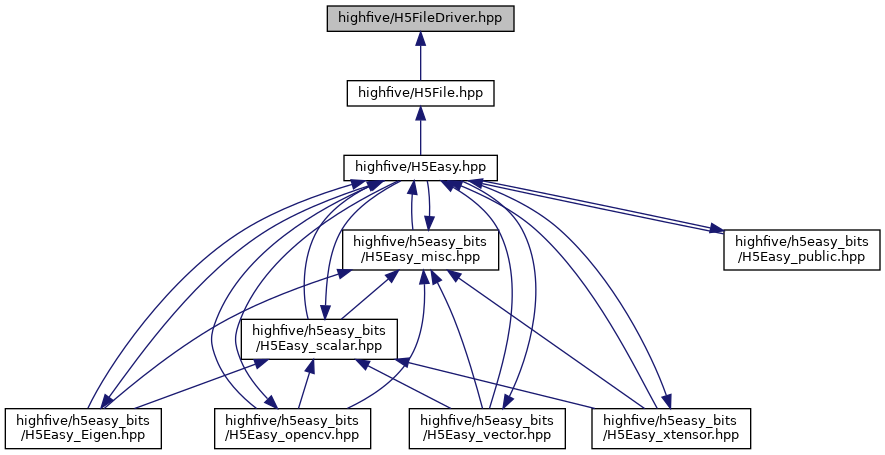 highfive/H5FileDriver.hpp
highfive/H5File.hpp
highfive/H5Easy.hpp
highfive/h5easy_bits
/H5Easy_misc.hpp
highfive/h5easy_bits
/H5Easy_public.hpp
highfive/h5easy_bits
/H5Easy_scalar.hpp
highfive/h5easy_bits
/H5Easy_Eigen.hpp
highfive/h5easy_bits
/H5Easy_opencv.hpp
highfive/h5easy_bits
/H5Easy_vector.hpp
highfive/h5easy_bits
/H5Easy_xtensor.hpp